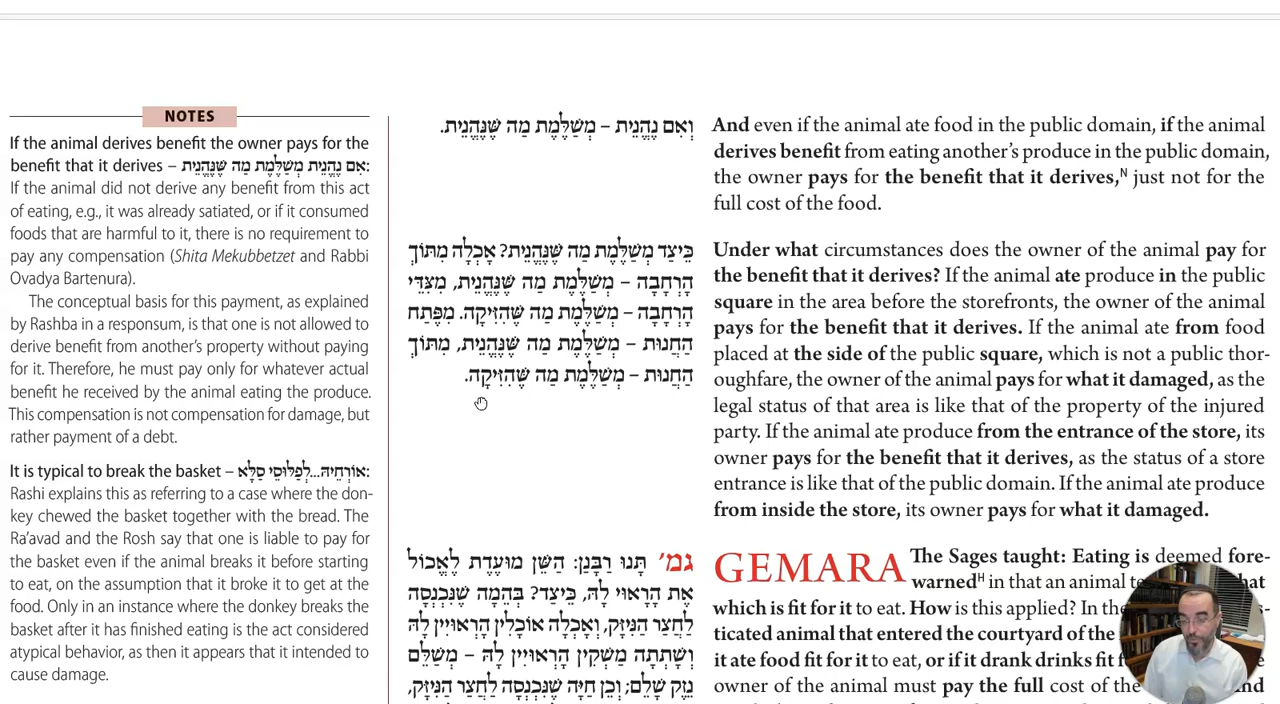 NOTES
If the animal derives benefit the owner pays for the
benefit that it derives – אִם נֶהֱנֵית מְשַׁלֶּמֶת מַה שֶּׁנֶּהֱנֵית:
If the animal did not derive any benefit from this act
of eating, e.g., it was already satiated, or if it consumed
foods that are harmful to it, there is no requirement to
pay any compensation (Shita Mekubbetzet and Rabbi
Ovadya Bartenura).
The conceptual basis for this payment, as explained
by Rashba in a responsum, is that one is not allowed to
derive benefit from another's property without paying
for it. Therefore, he must pay only for whatever actual
benefit he received by the animal eating the produce.
This compensation is not compensation for damage, but
rather payment of a debt.
It is typical to break the basket – אוֹרְחֵיהּ...לְפַלּוֹסֵי סַלָּא:
Rashi explains this as referring to a case where the don-
key chewed the basket together with the bread. The
Ra'avad and the Rosh say that one is liable to pay for
the basket even if the animal breaks it before starting
to eat, on the assumption that it broke it to get at the
food. Only in an instance where the donkey breaks the
basket after it has finished eating is the act considered
atypical behavior, as then it appears that it intended to
cause damage.
וְאִם נֶהֱנֵית – מְשַׁלֶּמֶת מַה שֶּׁנֶּהֱנֵית.
כֵּיצַד מְשַׁלֶּמֶת מַה שֶּׁנֶּהֱנֵית? אָכְלָה מִתּוֹךְ
הָרְחָבָה – מְשַׁלֶּמֶת מַה שֶּׁנֶּהֱנֵית, מִצִּדֵּי
הָרְחָבָה – מְשַׁלֶּמֶת מַה שֶּׁהִזִּיקָה. מִפֶּתַח
הַחֲנוּת – מְשַׁלֶּמֶת מַה שֶּׁנֶּהֱנֵית, מִתּוֹךְ
הַחֲנוּת – מְשַׁלֶּמֶת מַה שֶּׁהִזִּיקָה.
גמ׳ תָּנוּ רַבָּנַן: הַשֵּׁן מוּעֶדֶת לֶאֱכוֹל
אֶת הָרָאוּי לָהּ, כֵּיצַד? בְּהֵמָה שֶׁנִּכְנְסָה
לַחֲצַר הַנִּיזָּק, וְאָכְלָה אוֹכָלִין הָרְאוּיִין לָהּ
וְשָׁתְתָה מַשְׁקִין הָרְאוּיִין לָהּ – מְשַׁלֵּם
נֵזֶק שָׁלֵם; וְכֵן חַיָּה שֶׁנִּכְנְסָה לַחֲצַר הַנִּיזָּק,
And even if the animal ate food in the public domain, if the animal
derives benefit from eating another's produce in the public domain,
the owner pays for the benefit that it derives,N just not for the
full cost of the food.
Under what circumstances does the owner of the animal pay for
the benefit that it derives? If the animal ate produce in the public
square in the area before the storefronts, the owner of the animal
pays for the benefit that it derives. If the animal ate from food
placed at the side of the public square, which is not a public thor-
oughfare, the owner of the animal pays for what it damaged, as the
legal status of that area is like that of the property of the injured
party. If the animal ate produce from the entrance of the store, its
owner pays for the benefit that it derives, as the status of a store
entrance is like that of the public domain. If the animal ate produce
from inside the store, its owner pays for what it damaged.
GEMARA The Sages taught: Eating is deemed fore-
warnedH in that an animal
which is fit for it to eat. How is this applied? In the
ticated animal that entered the courtyard of the
it ate food fit for it to eat, or if it drank drinks fit
owner of the animal must pay the full cost of the